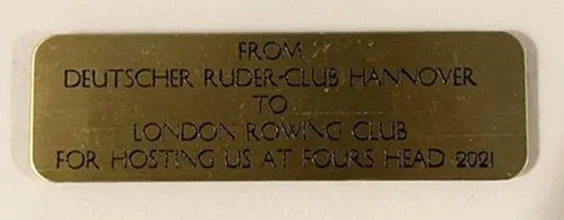 FROM
DEUTSCHER RUDER-CLUB HANNOVER
TO
LONDON ROWING CLUB
FOR HOSTING US AT FOURS HEAD 2021